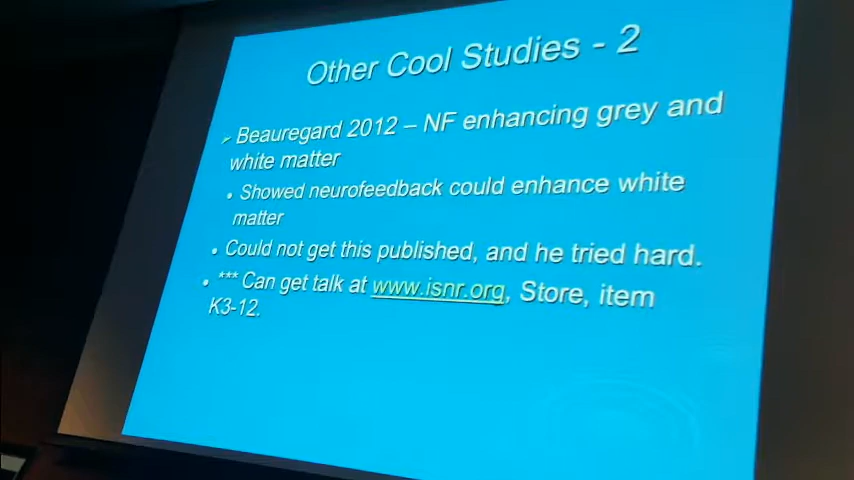 Other Cool Studies - 2
➢ Beauregard 2012 – NF enhancing grey and
white matter
• Showed neurofeedback could enhance white
matter
• Could not get this published, and he tried hard.
• *** Can get talk at www.isnr.org, Store, item
K3-12.